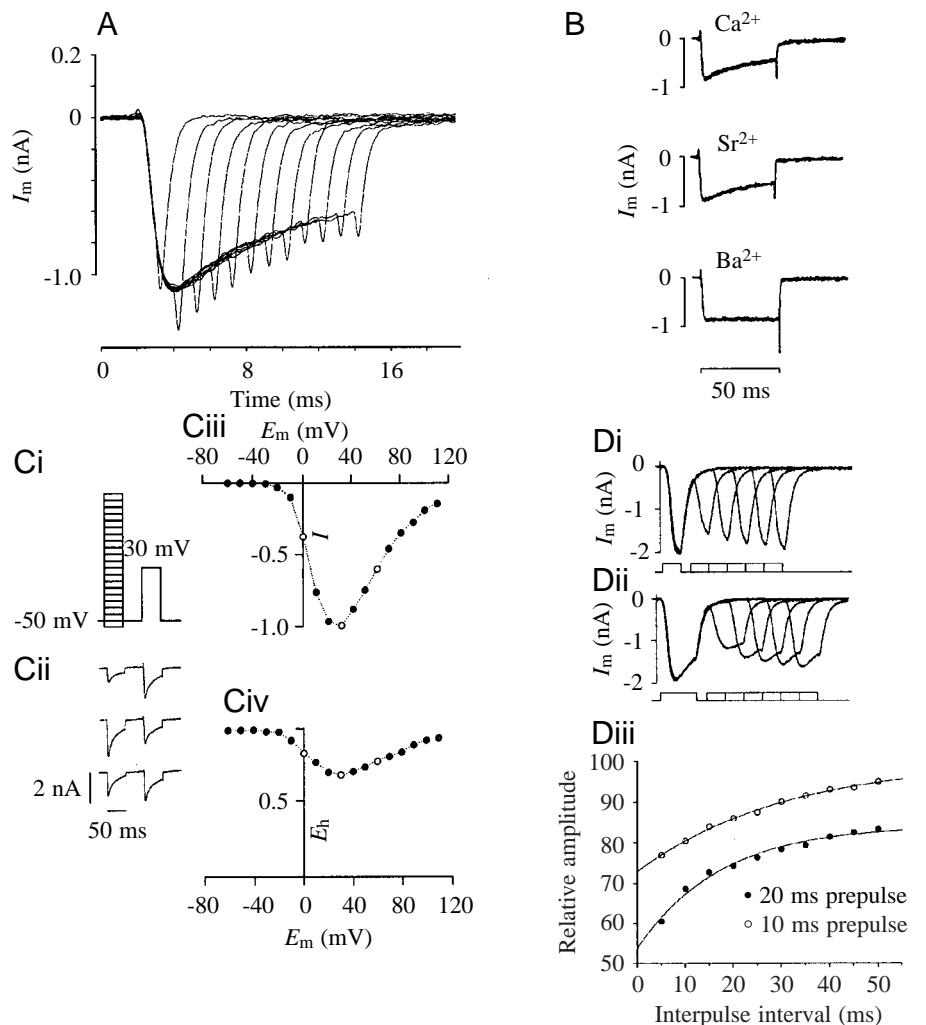 A
0.2
0
-1.0
I_m (nA)
0 8 16
Time (ms)
B
Ca²⁺
0
-1
Sr²⁺
0
-1
I_m (nA)
Ba²⁺
0
-1
50 ms
Ci
30 mV
-50 mV
Cii
2 nA
50 ms
Ciii
E_m (mV)
-80 -40 0 40 80 120
I
-0.5
-1.0
Civ
0.5
E_h
-80 -40 0 40 80 120
E_m (mV)
Di
0
-1
-2
I_m (nA)
Dii
0
-1
-2
I_m (nA)
Diii
100
90
80
70
60
50
Relative amplitude
20 ms prepulse
10 ms prepulse
0 10 20 30 40 50
Interpulse interval (ms)